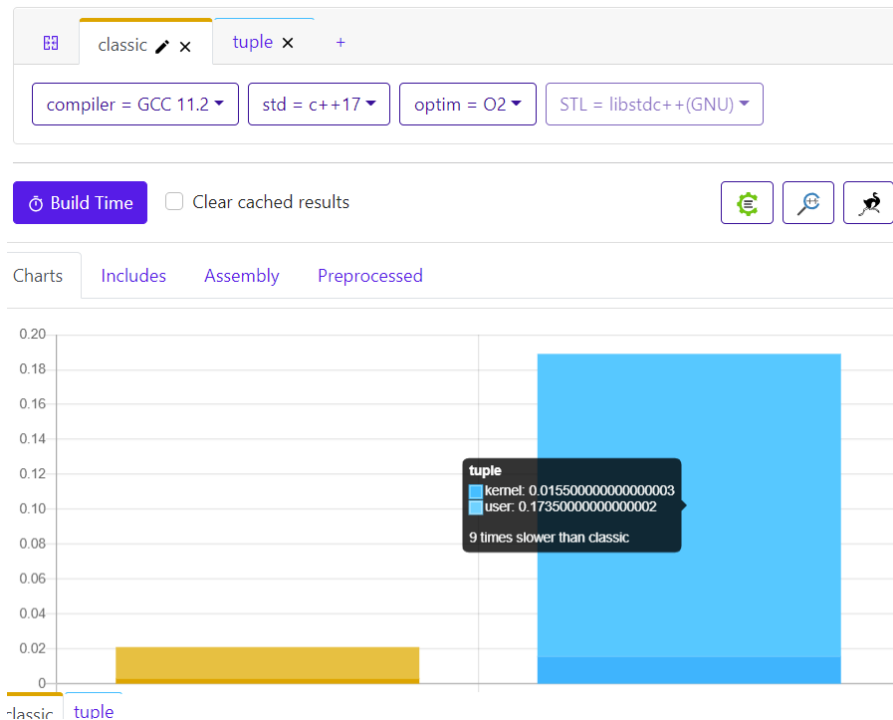 classic
tuple
+
compiler = GCC 11.2
std = c++17
optim = O2
STL = libstdc++(GNU)
Build Time
Clear cached results
Charts
Includes
Assembly
Preprocessed
0.20
0.18
0.16
0.14
0.12
0.10
0.08
0.06
0.04
0.02
0
tuple
kernel: 0.015500000000000003
user: 0.17350000000000002
9 times slower than classic
classic
tuple